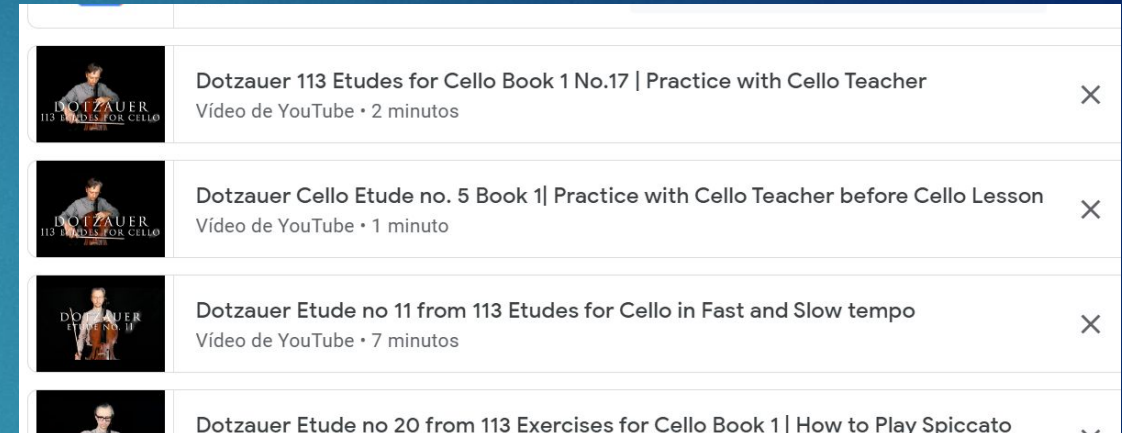 DOTZAUER
113 ETUDES FOR CELLO
Dotzauer 113 Etudes for Cello Book 1 No.17 | Practice with Cello Teacher
Vídeo de YouTube • 2 minutos
DOTZAUER
113 ETUDES FOR CELLO
Dotzauer Cello Etude no. 5 Book 1| Practice with Cello Teacher before Cello Lesson
Vídeo de YouTube • 1 minuto
DOTZAUER
ETUDE NO. 11
Dotzauer Etude no 11 from 113 Etudes for Cello in Fast and Slow tempo
Vídeo de YouTube • 7 minutos
Dotzauer Etude no 20 from 113 Exercises for Cello Book 1 | How to Play Spiccato